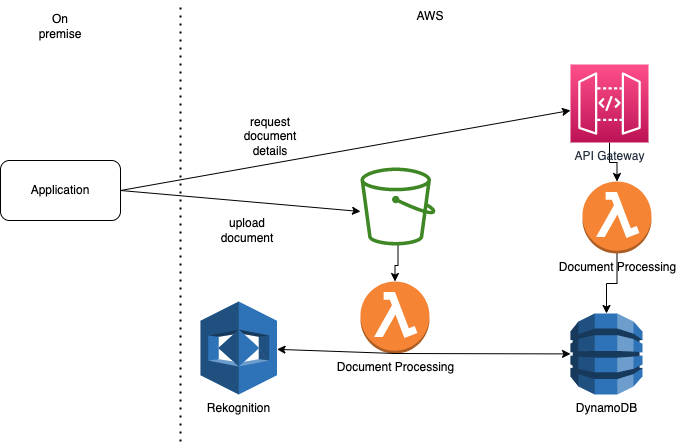 On
premise
AWS
request
document
details
API Gateway
Application
upload
document
Document Processing
Document Processing
Rekognition
DynamoDB